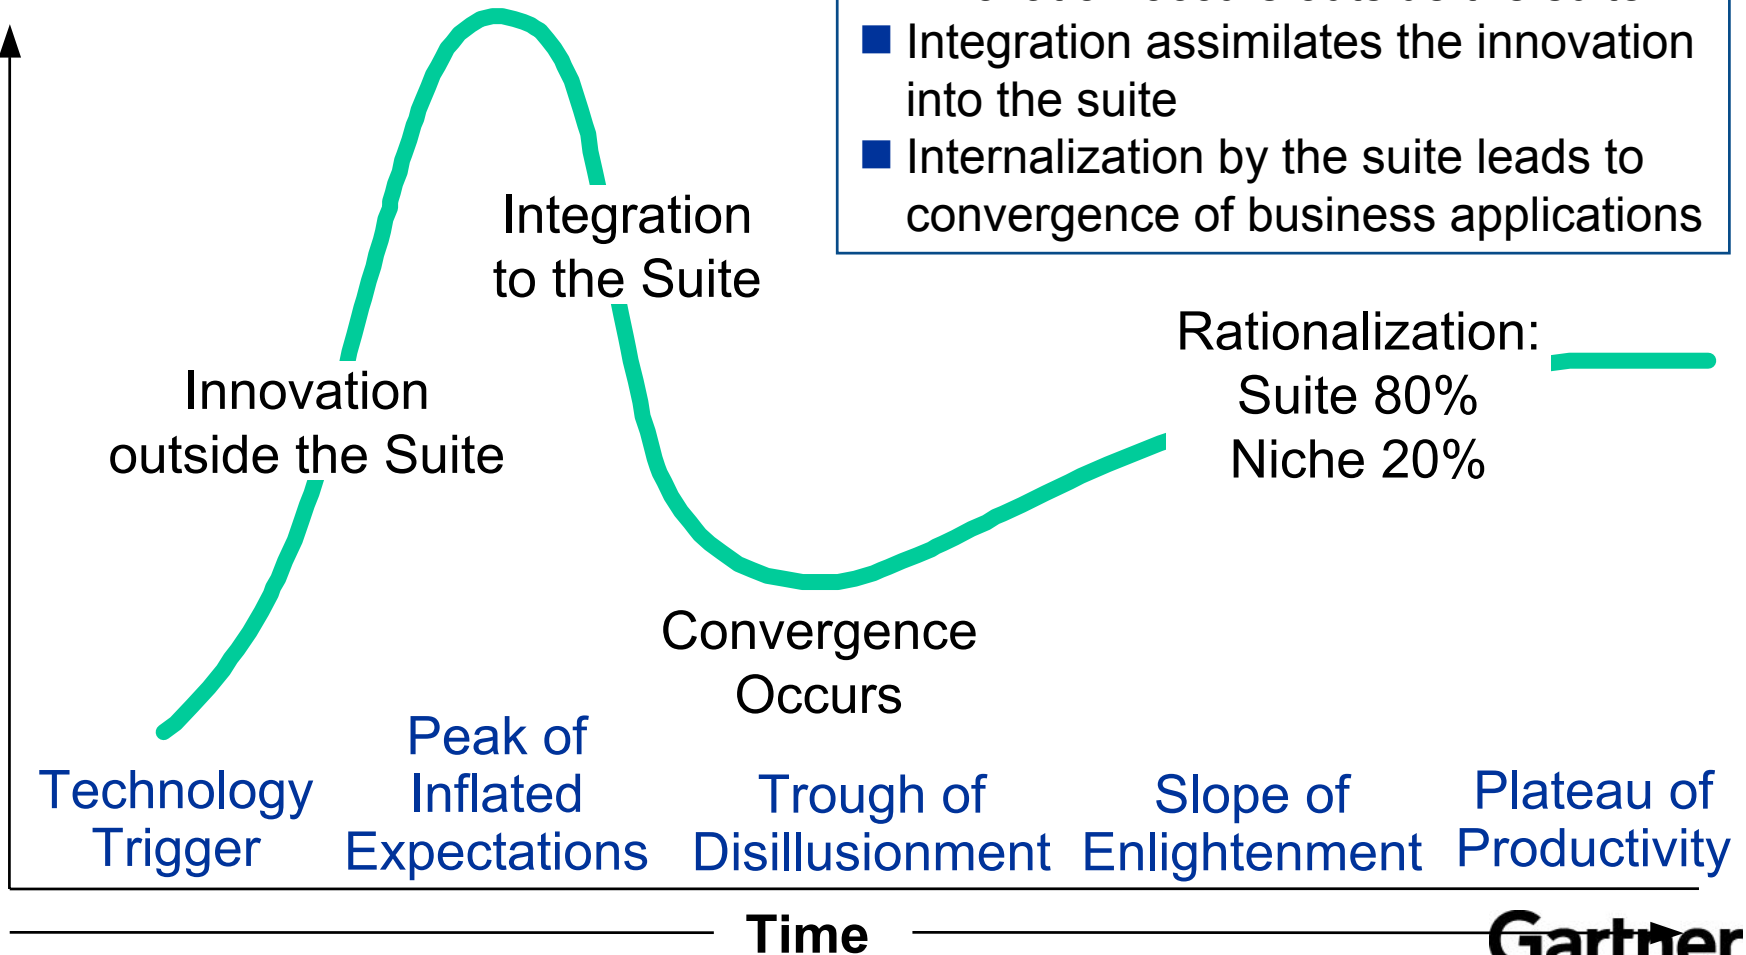 Integration assimilates the innovation
into the suite
Internalization by the suite leads to
convergence of business applications
Integration
to the Suite
Rationalization:
Suite 80%
Niche 20%
Innovation
outside the Suite
Convergence
Occurs
Technology
Trigger
Peak of
Inflated
Expectations
Trough of
Disillusionment
Slope of
Enlightenment
Plateau of
Productivity
Time
Gartner